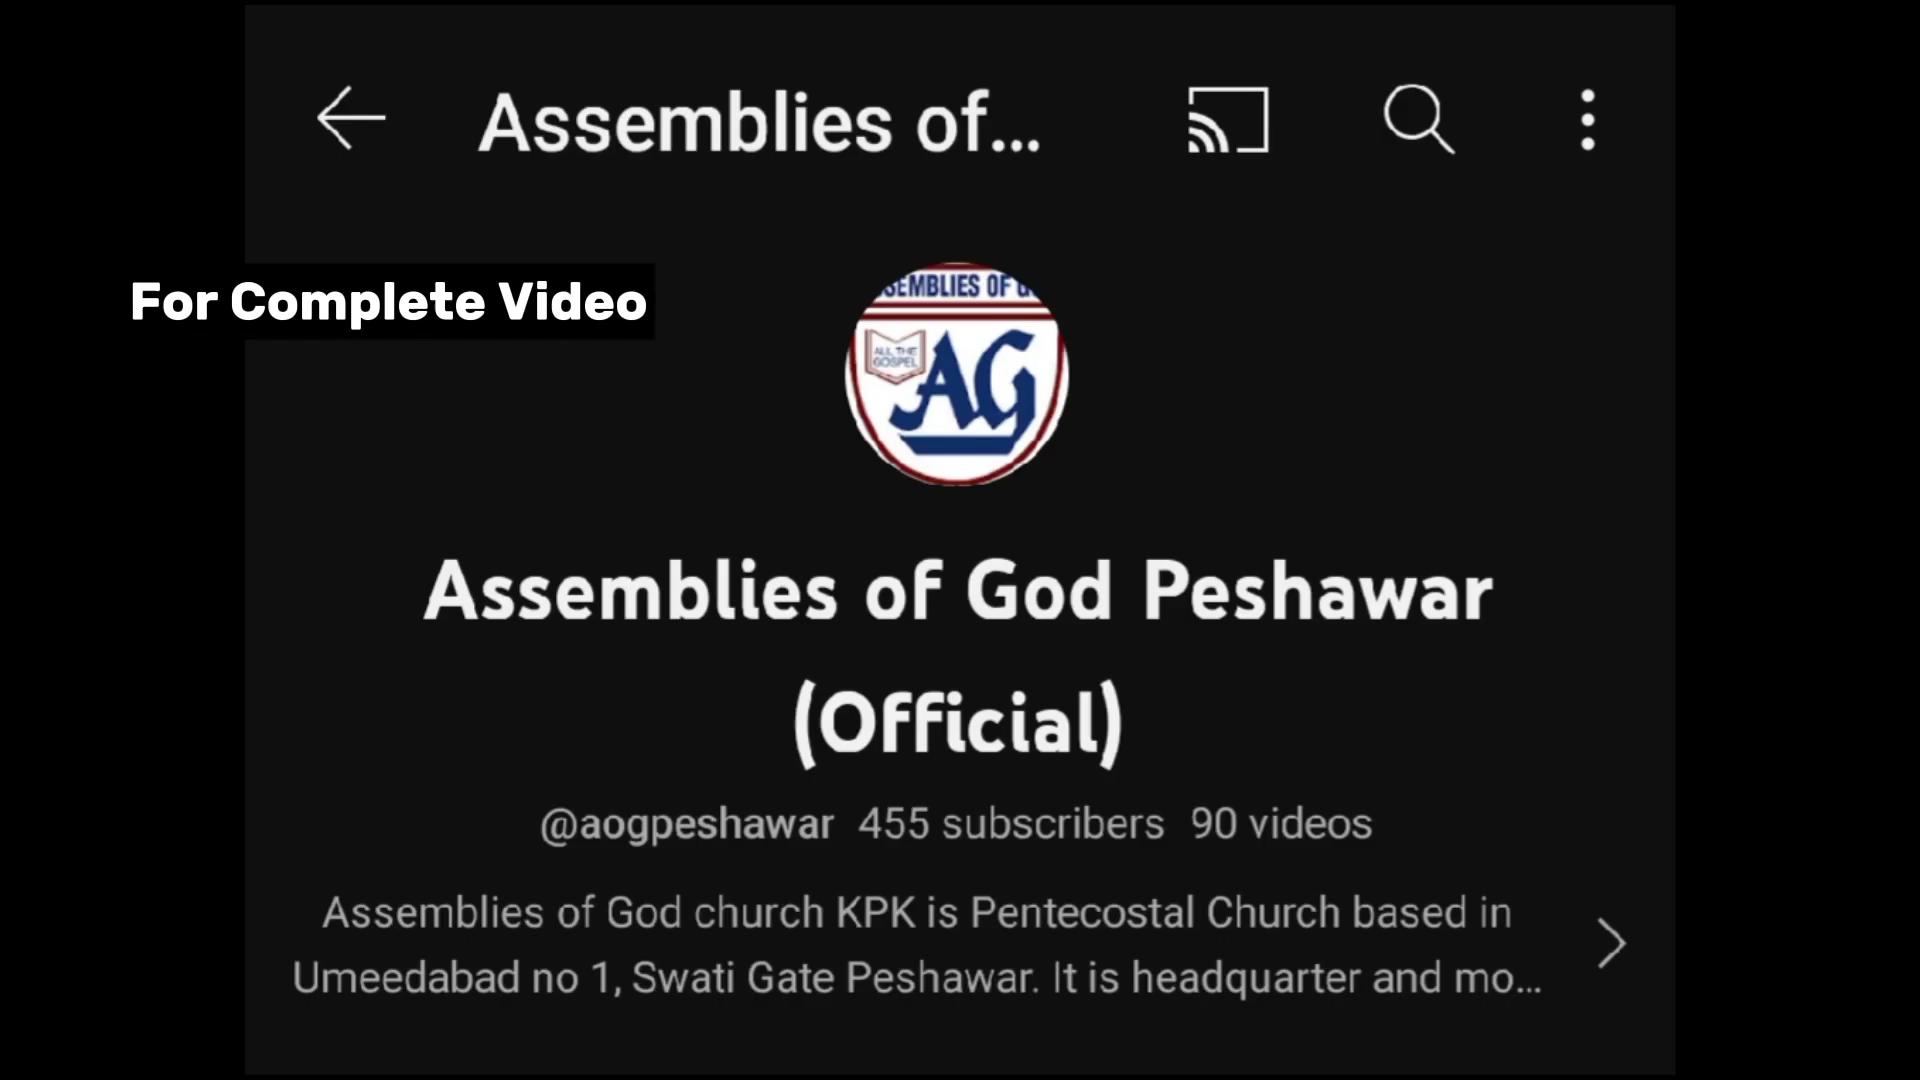 Assemblies of...
For Complete Video
SEMBLIES OF G
ALL THE
GOSPEL
AG
Assemblies of God Peshawar
(Official)
@aogpeshawar 455 subscribers 90 videos
Assemblies of God church KPK is Pentecostal Church based in
Umeedabad no 1, Swati Gate Peshawar. It is headquarter and mo...